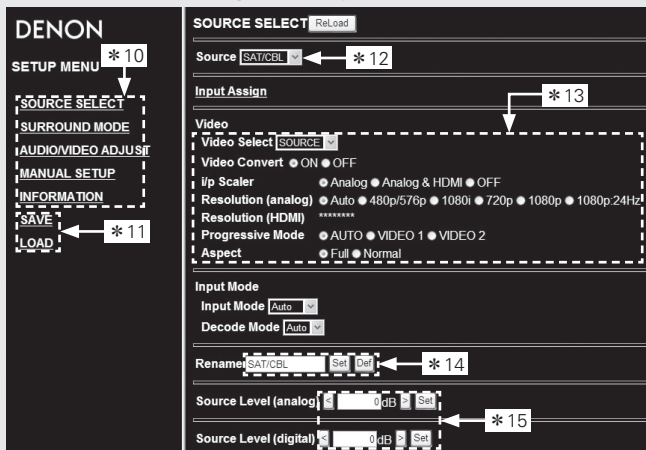 DENON
SETUP MENU
*10
SOURCE SELECT
SURROUND MODE
AUDIO/VIDEO ADJUST
MANUAL SETUP
INFORMATION
SAVE
LOAD
*11
SOURCE SELECT ReLoad
Source SAT/CBL *12
Input Assign
*13
Video
Video Select SOURCE
Video Convert ON OFF
i/p Scaler Analog Analog & HDMI OFF
Resolution (analog) Auto 480p/576p 1080i 720p 1080p 1080p:24Hz
Resolution (HDMI) ********
Progressive Mode AUTO VIDEO 1 VIDEO 2
Aspect Full Normal
Input Mode
Input Mode Auto
Decode Mode Auto
Rename SAT/CBL Set Def *14
Source Level (analog) < 0 dB > Set
*15
Source Level (digital) < 0 dB > Set